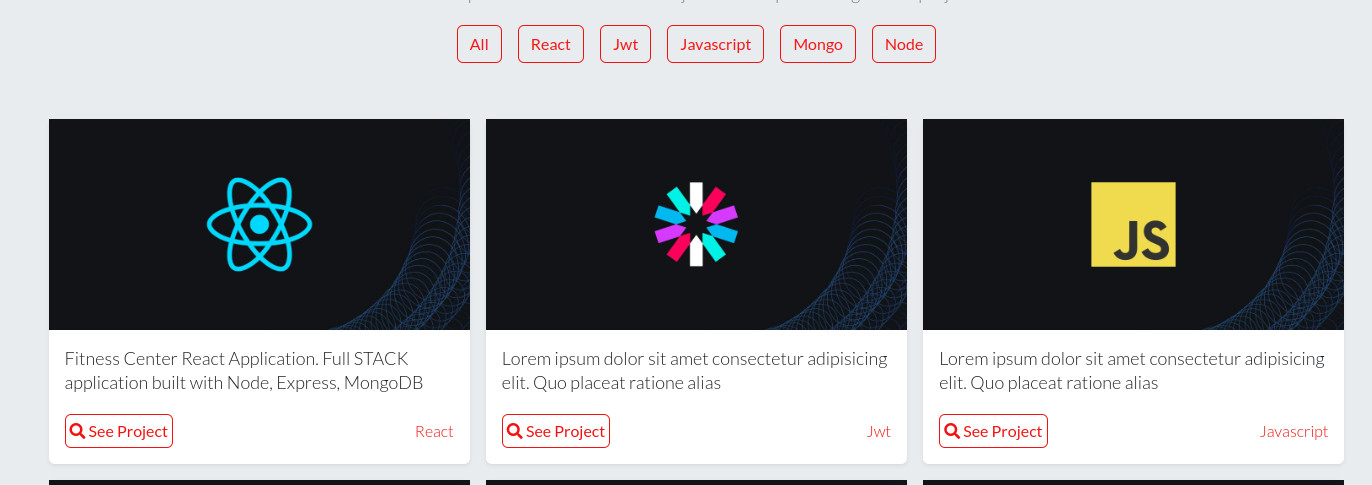 All React Jwt Javascript Mongo Node
JS
Fitness Center React Application. Full STACK
application built with Node, Express, MongoDB
See Project React
Lorem ipsum dolor sit amet consectetur adipisicing
elit. Quo placeat ratione alias
See Project Jwt
Lorem ipsum dolor sit amet consectetur adipisicing
elit. Quo placeat ratione alias
See Project Javascript